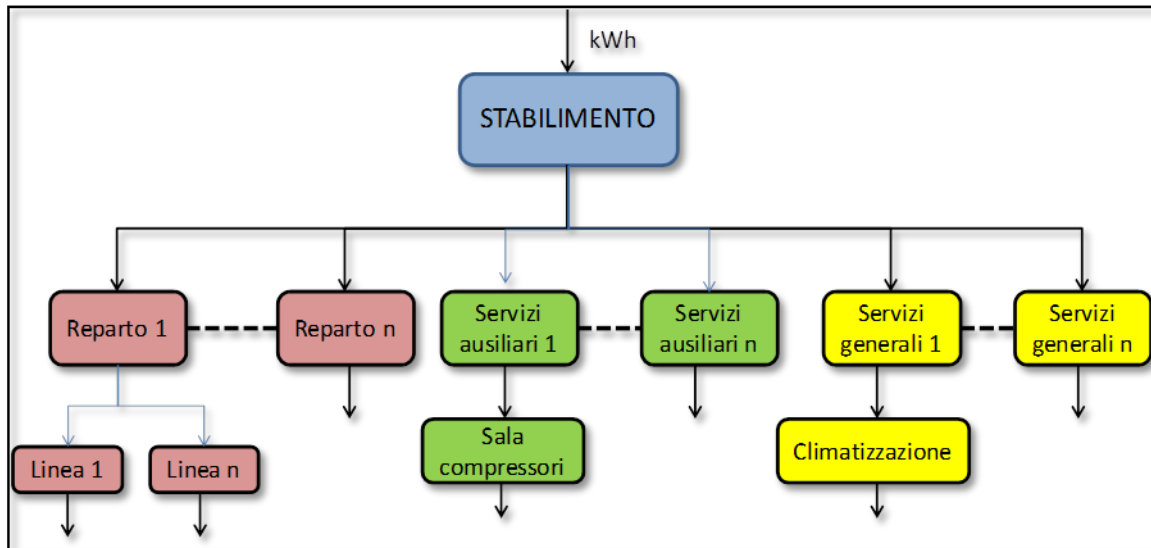 kWh
STABILIMENTO
Reparto 1
Reparto n
Servizi
ausiliari 1
Servizi
ausiliari n
Servizi
generali 1
Servizi
generali n
Linea 1
Linea n
Sala
compressori
Climatizzazione